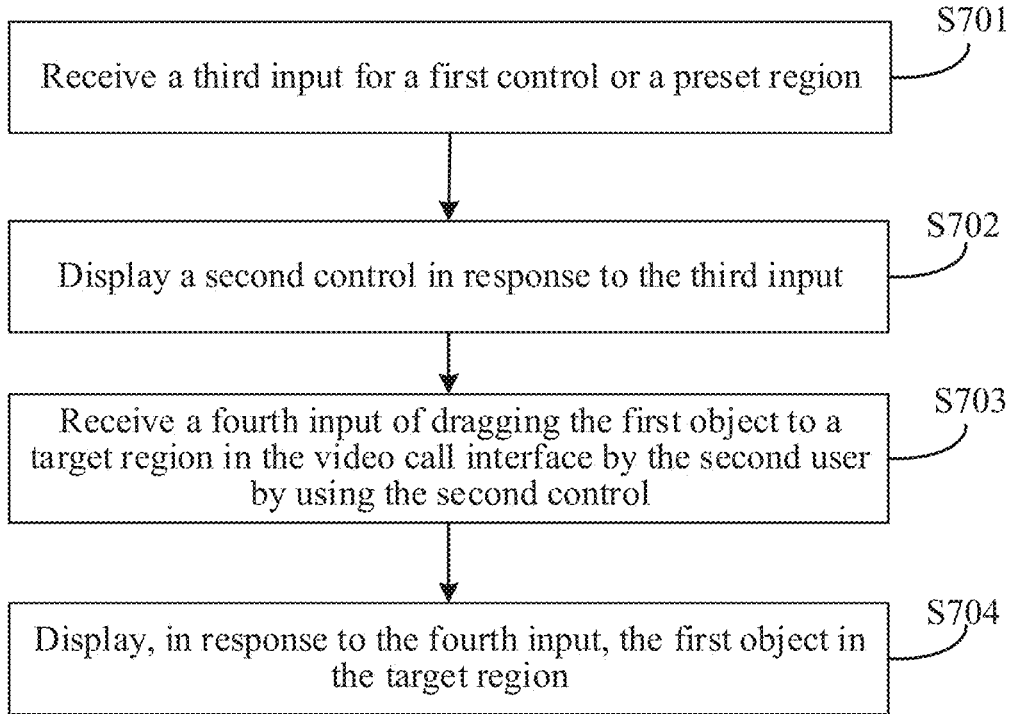 S701
Receive a third input for a first control or a preset region
S702
Display a second control in response to the third input
S703
Receive a fourth input of dragging the first object to a
target region in the video call interface by the second user
by using the second control
S704
Display, in response to the fourth input, the first object in
the target region